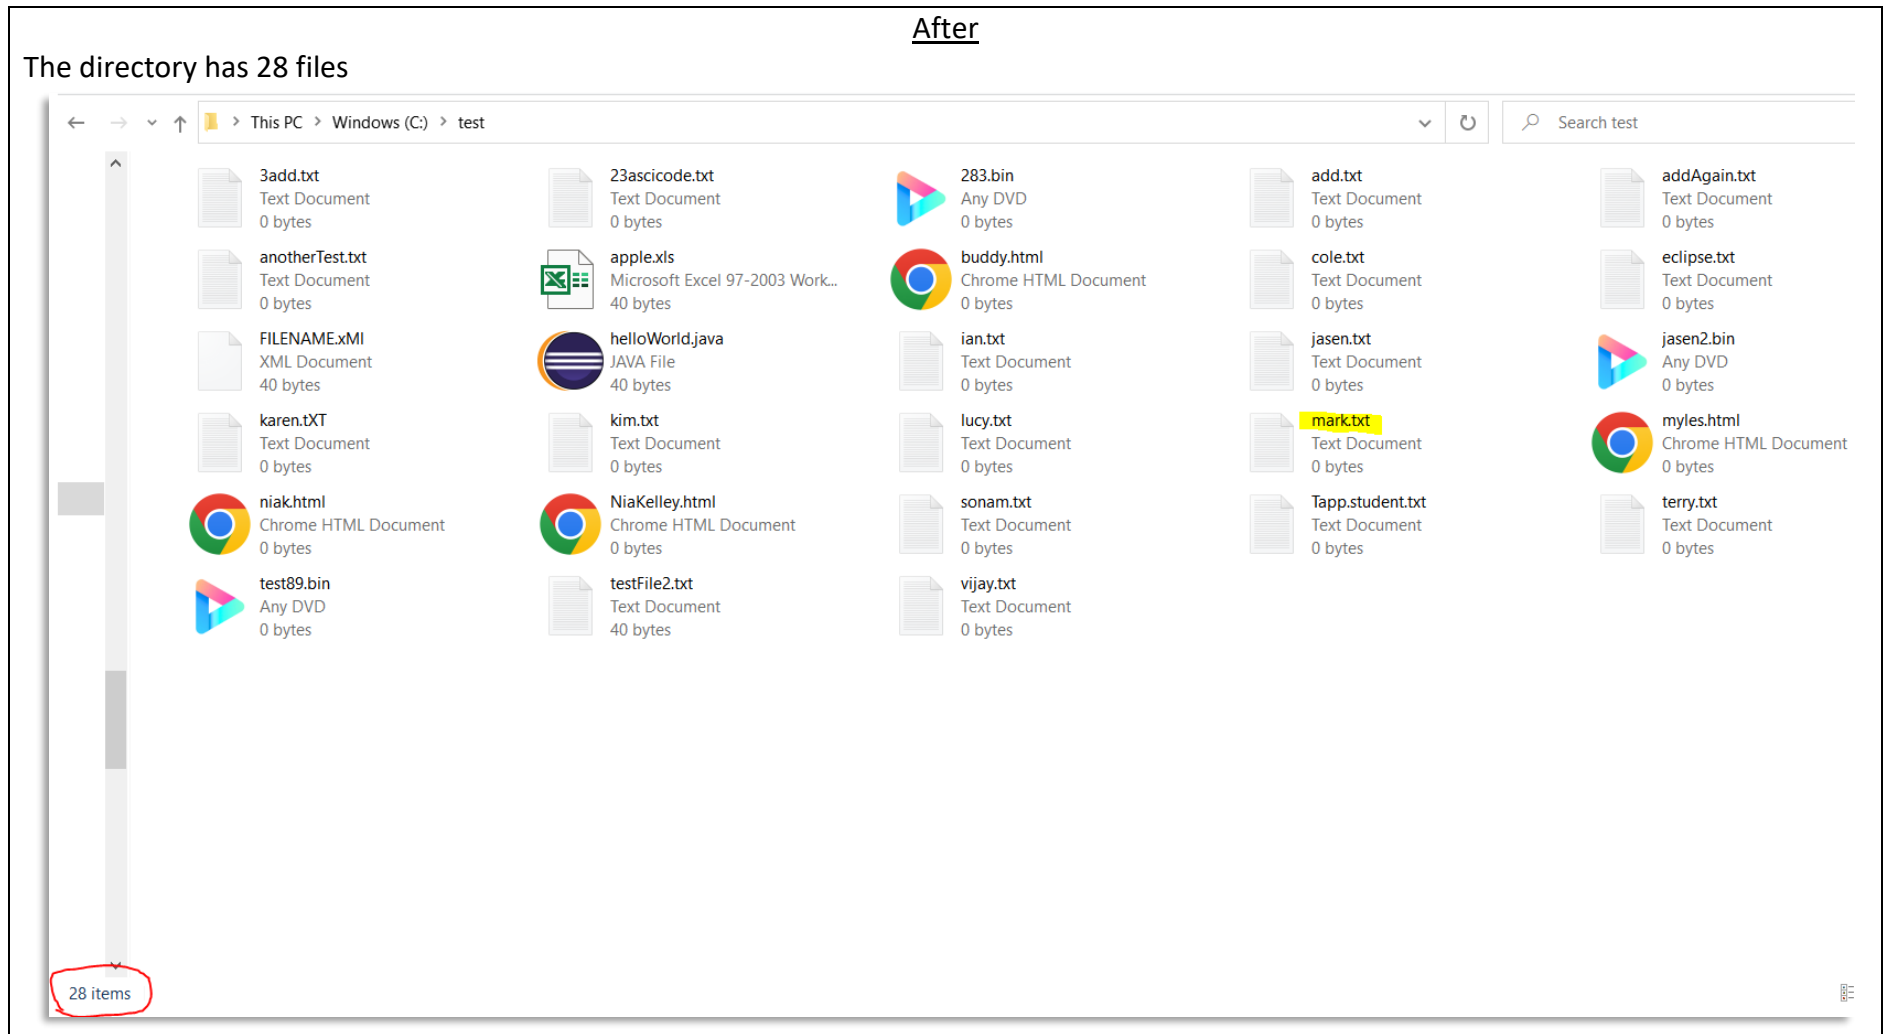 After
The directory has 28 files
This PC > Windows (C:) > test
Search test
3add.txt
Text Document
0 bytes
23ascicode.txt
Text Document
0 bytes
283.bin
Any DVD
0 bytes
add.txt
Text Document
0 bytes
addAgain.txt
Text Document
0 bytes
anotherTest.txt
Text Document
0 bytes
apple.xls
Microsoft Excel 97-2003 Work...
40 bytes
buddy.html
Chrome HTML Document
0 bytes
cole.txt
Text Document
0 bytes
eclipse.txt
Text Document
0 bytes
FILENAME.xMl
XML Document
40 bytes
helloWorld.java
JAVA File
40 bytes
ian.txt
Text Document
0 bytes
jasen.txt
Text Document
0 bytes
jasen2.bin
Any DVD
0 bytes
karen.tXT
Text Document
0 bytes
kim.txt
Text Document
0 bytes
lucy.txt
Text Document
0 bytes
mark.txt
Text Document
0 bytes
myles.html
Chrome HTML Document
0 bytes
niak.html
Chrome HTML Document
0 bytes
NiaKelley.html
Chrome HTML Document
0 bytes
sonam.txt
Text Document
0 bytes
Tapp.student.txt
Text Document
0 bytes
terry.txt
Text Document
0 bytes
test89.bin
Any DVD
0 bytes
testFile2.txt
Text Document
40 bytes
vijay.txt
Text Document
0 bytes
28 items